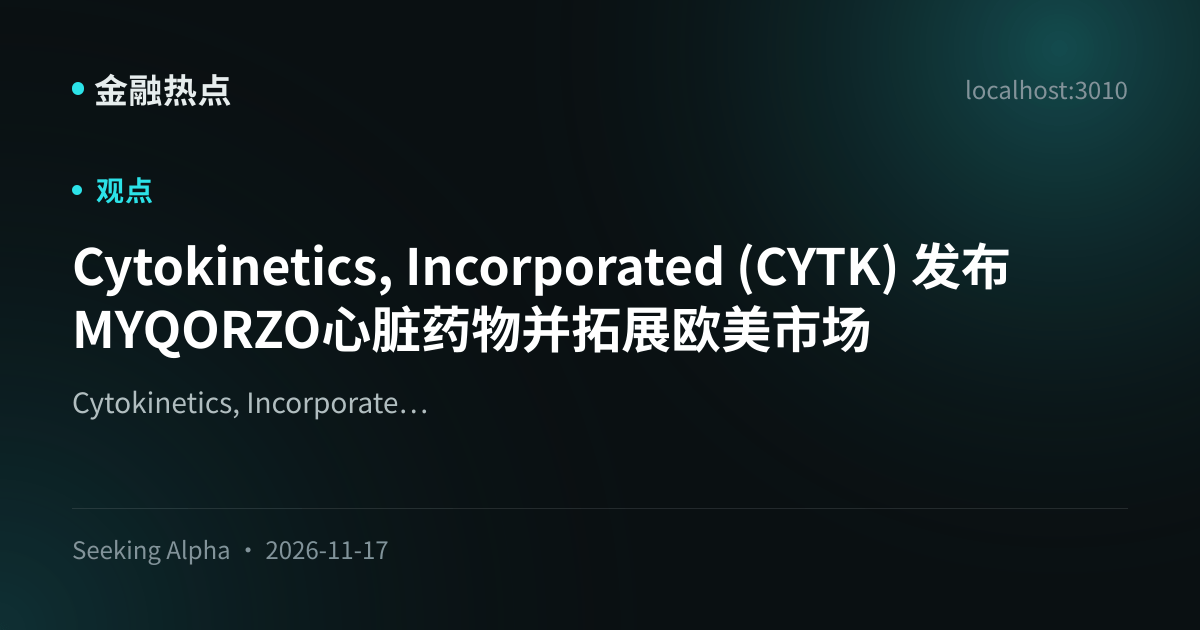 金融热点
localhost:3010
观点
Cytokinetics, Incorporated (CYTK) 发布
MYQORZO心脏药物并拓展欧美市场
Cytokinetics, Incorporate…
Seeking Alpha · 2026-11-17